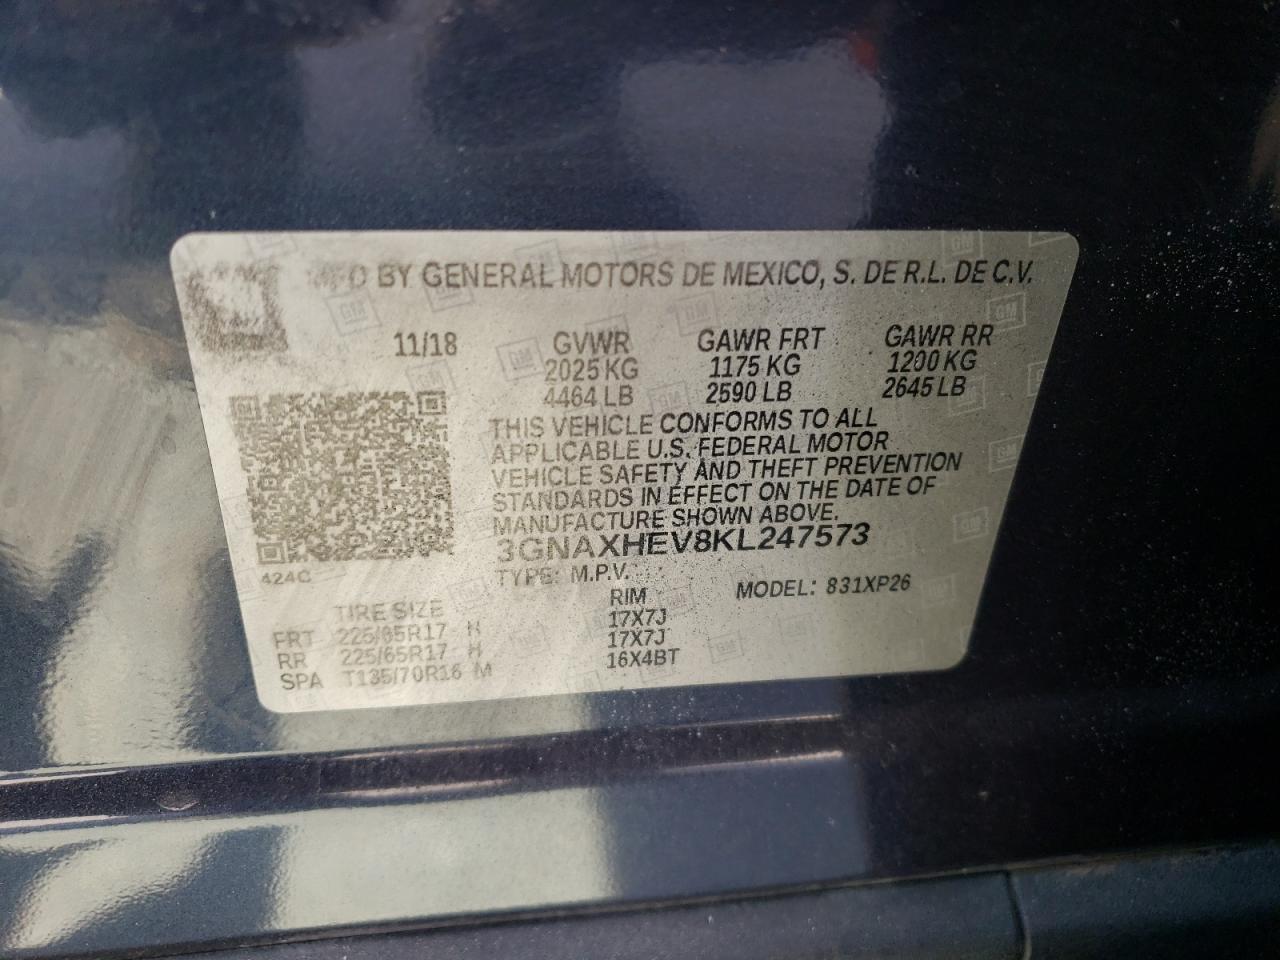 MFD BY GENERAL MOTORS DE MEXICO, S. DE R.L. DE C.V.
11/18 GVWR GAWR FRT GAWR RR
2025 KG 1175 KG 1200 KG
4464 LB 2590 LB 2645 LB
THIS VEHICLE CONFORMS TO ALL
APPLICABLE U.S. FEDERAL MOTOR
VEHICLE SAFETY AND THEFT PREVENTION
STANDARDS IN EFFECT ON THE DATE OF
MANUFACTURE SHOWN ABOVE.
3GNAXHEV8KL247573
424C
TYPE: M.P.V. MODEL: 831XP26
TIRE SIZE RIM
FRT 225/65R17 H 17X7J
RR 225/65R17 H 17X7J
SPA T135/70R16 M 16X4BT